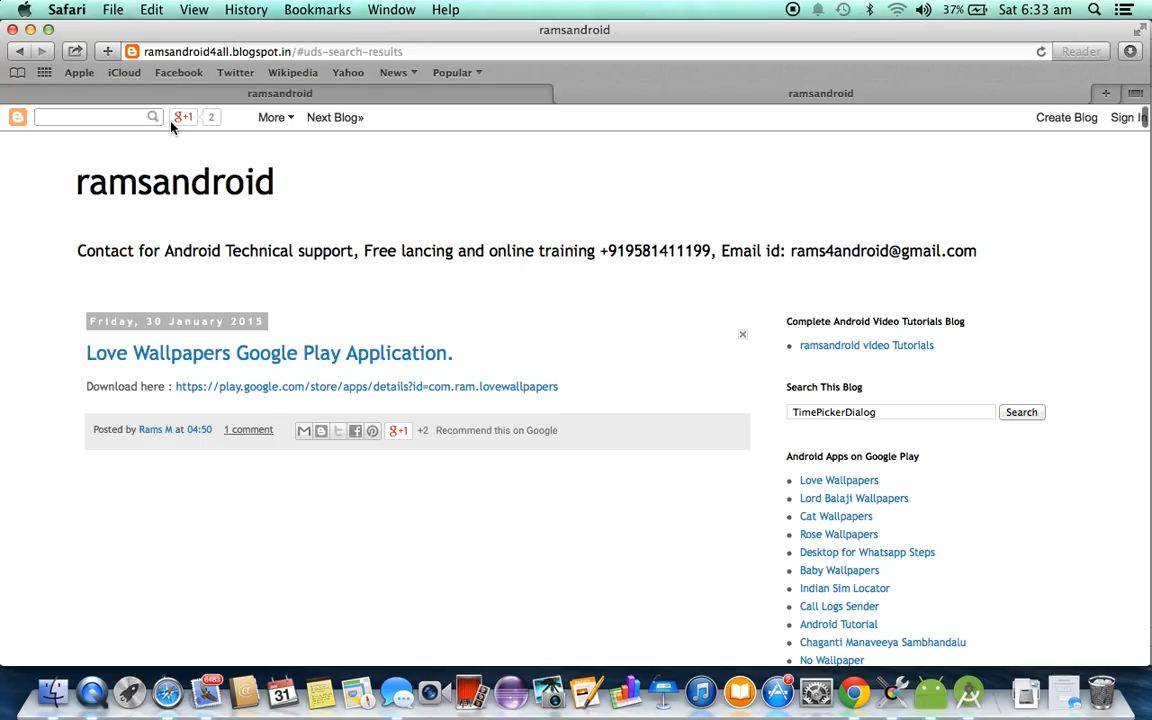 Safari File Edit View History Bookmarks Window Help 37% Sat 6:33 am
ramsandroid
ramsandroid4all.blogspot.in/#uds-search-results Reader
Apple iCloud Facebook Twitter Wikipedia Yahoo News Popular
ramsandroid ramsandroid
g+1 2 More Next Blog» Create Blog Sign In
ramsandroid
Contact for Android Technical support, Free lancing and online training +919581411199, Email id: rams4android@gmail.com
Friday, 30 January 2015
Love Wallpapers Google Play Application.
Download here : https://play.google.com/store/apps/details?id=com.ram.lovewallpapers
Posted by Rams M at 04:50 1 comment g+1 +2 Recommend this on Google
Complete Android Video Tutorials Blog
ramsandroid video Tutorials
Search This Blog
TimePickerDialog Search
Android Apps on Google Play
Love Wallpapers
Lord Balaji Wallpapers
Cat Wallpapers
Rose Wallpapers
Desktop for Whatsapp Steps
Baby Wallpapers
Indian Sim Locator
Call Logs Sender
Android Tutorial
Chaganti Manaveeya Sambhandalu
No Wallpaper
6483 31 2